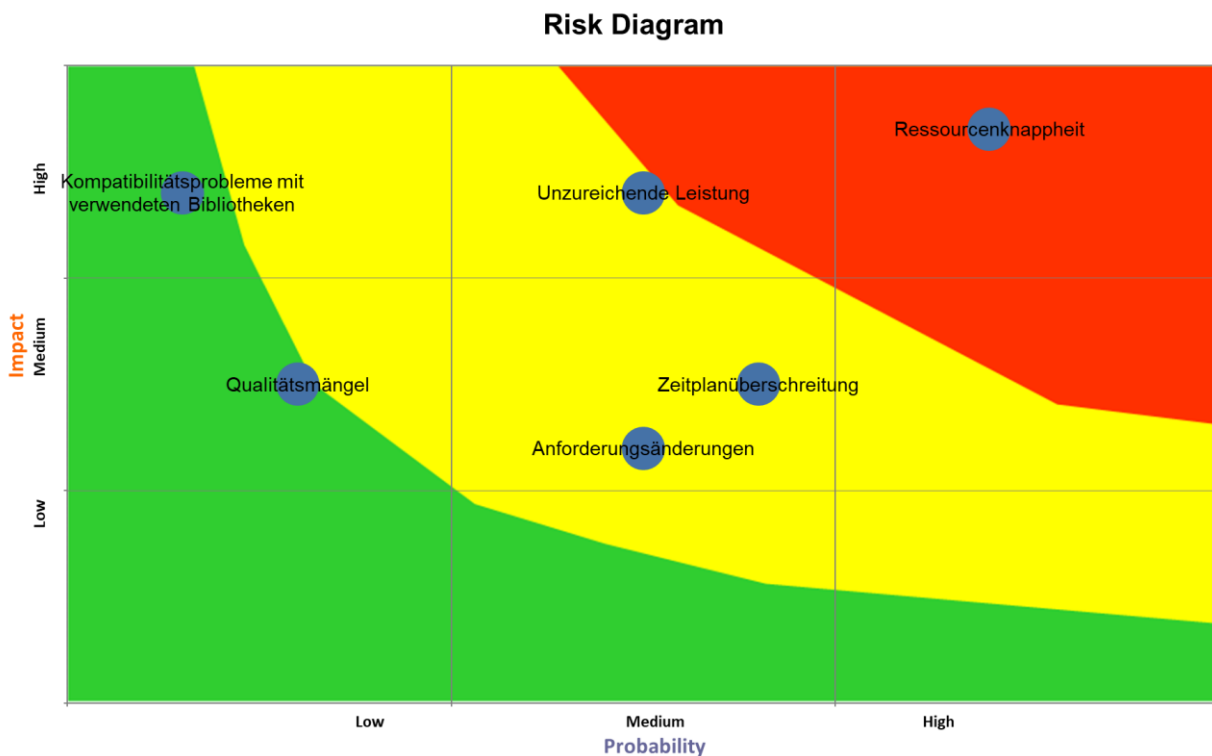 Risk Diagram
Ressourcenknappheit
Kompatibilitätsprobleme mit
verwendeten Bibliotheken
Unzureichende Leistung
Qualitätsmängel
Zeitplanüberschreitung
Anforderungsänderungen
Impact
High
Medium
Low
Low
Medium
High
Probability